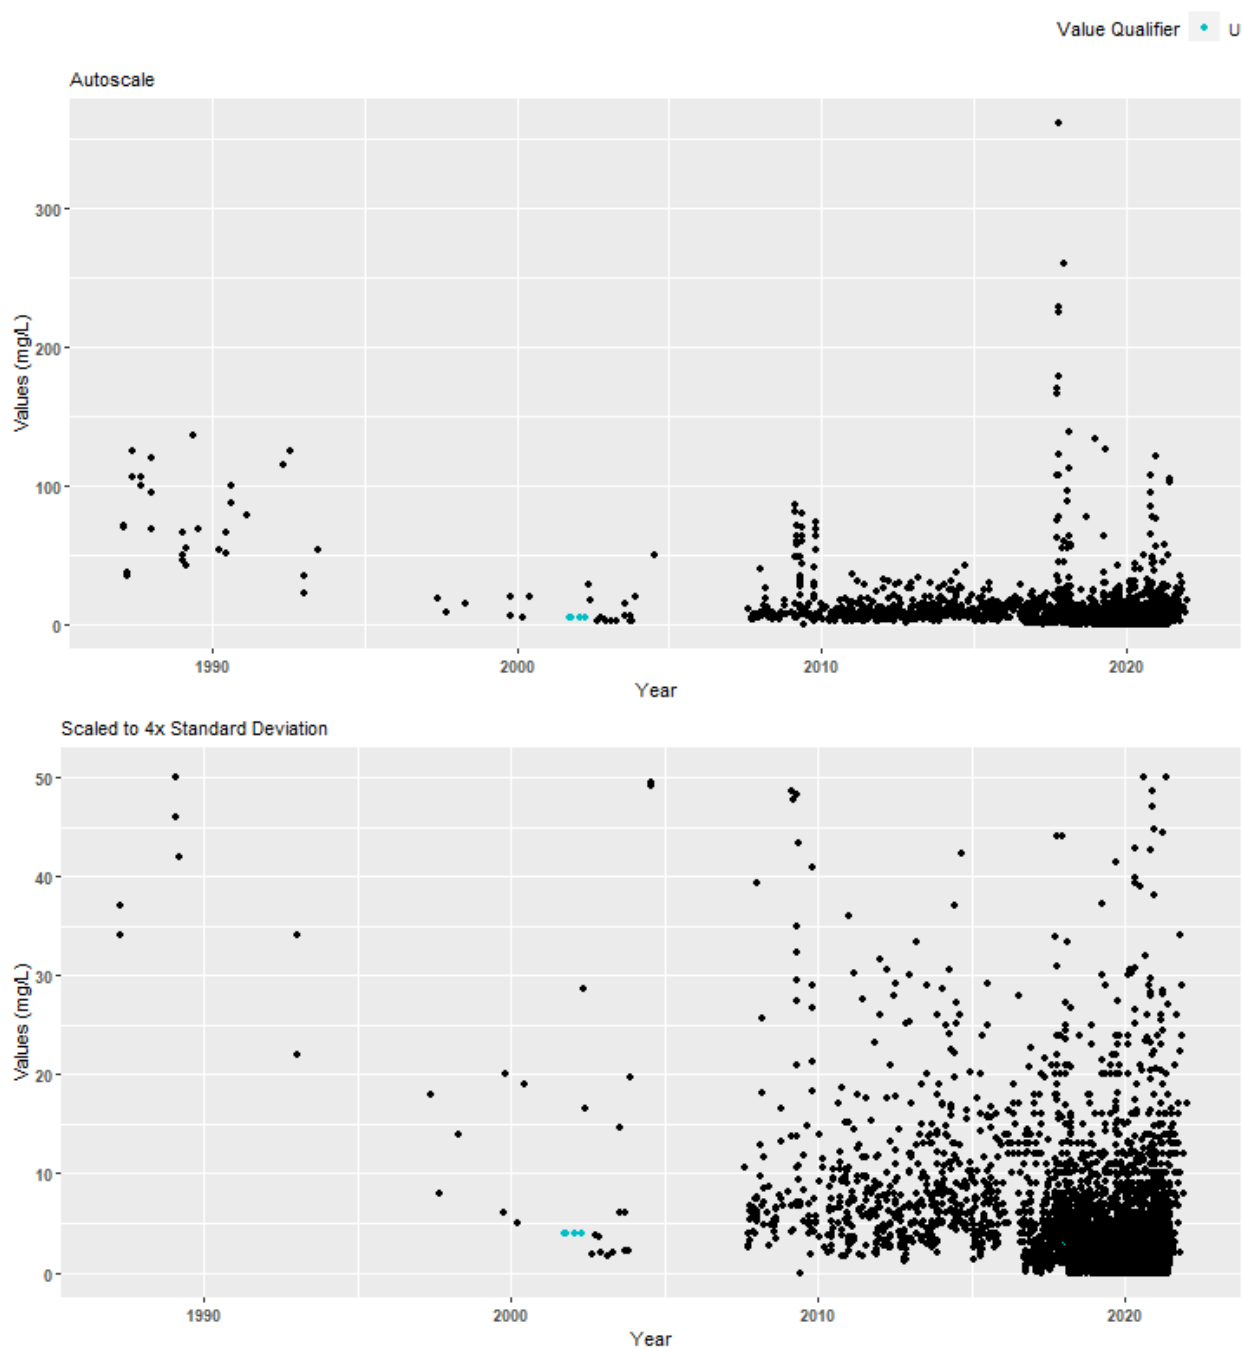 Value Qualifier U
Autoscale
Values (mg/L)
300
200
100
0
1990 2000 2010 2020
Year
Scaled to 4x Standard Deviation
Values (mg/L)
50
40
30
20
10
0
1990 2000 2010 2020
Year